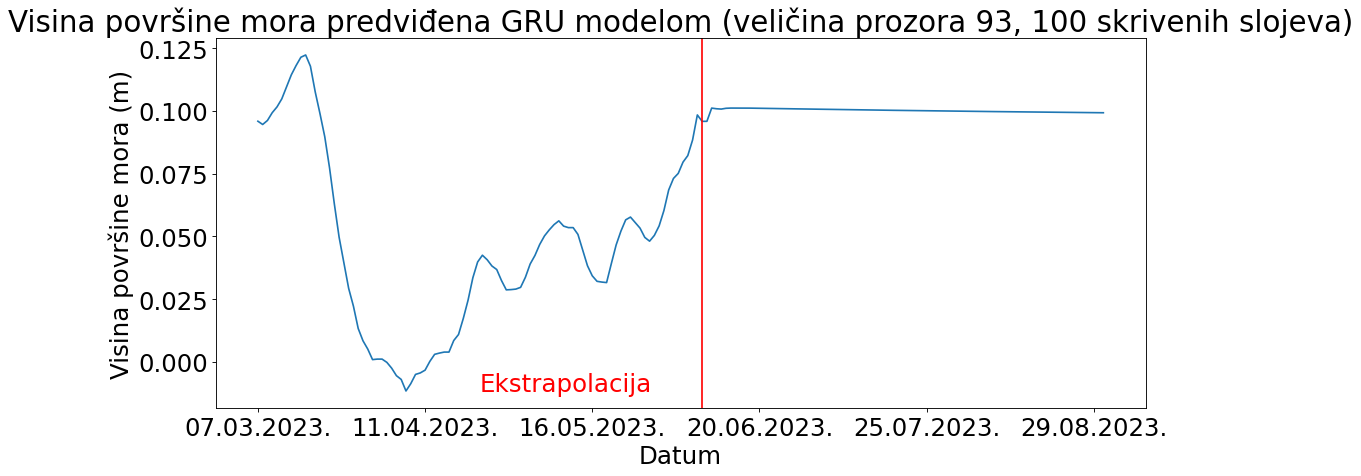 Visina površine mora predviđena GRU modelom (veličina prozora 93, 100 skrivenih slojeva)
Visina površine mora (m)
0.125
0.100
0.075
0.050
0.025
0.000
Ekstrapolacija
07.03.2023. 11.04.2023. 16.05.2023. 20.06.2023. 25.07.2023. 29.08.2023.
Datum